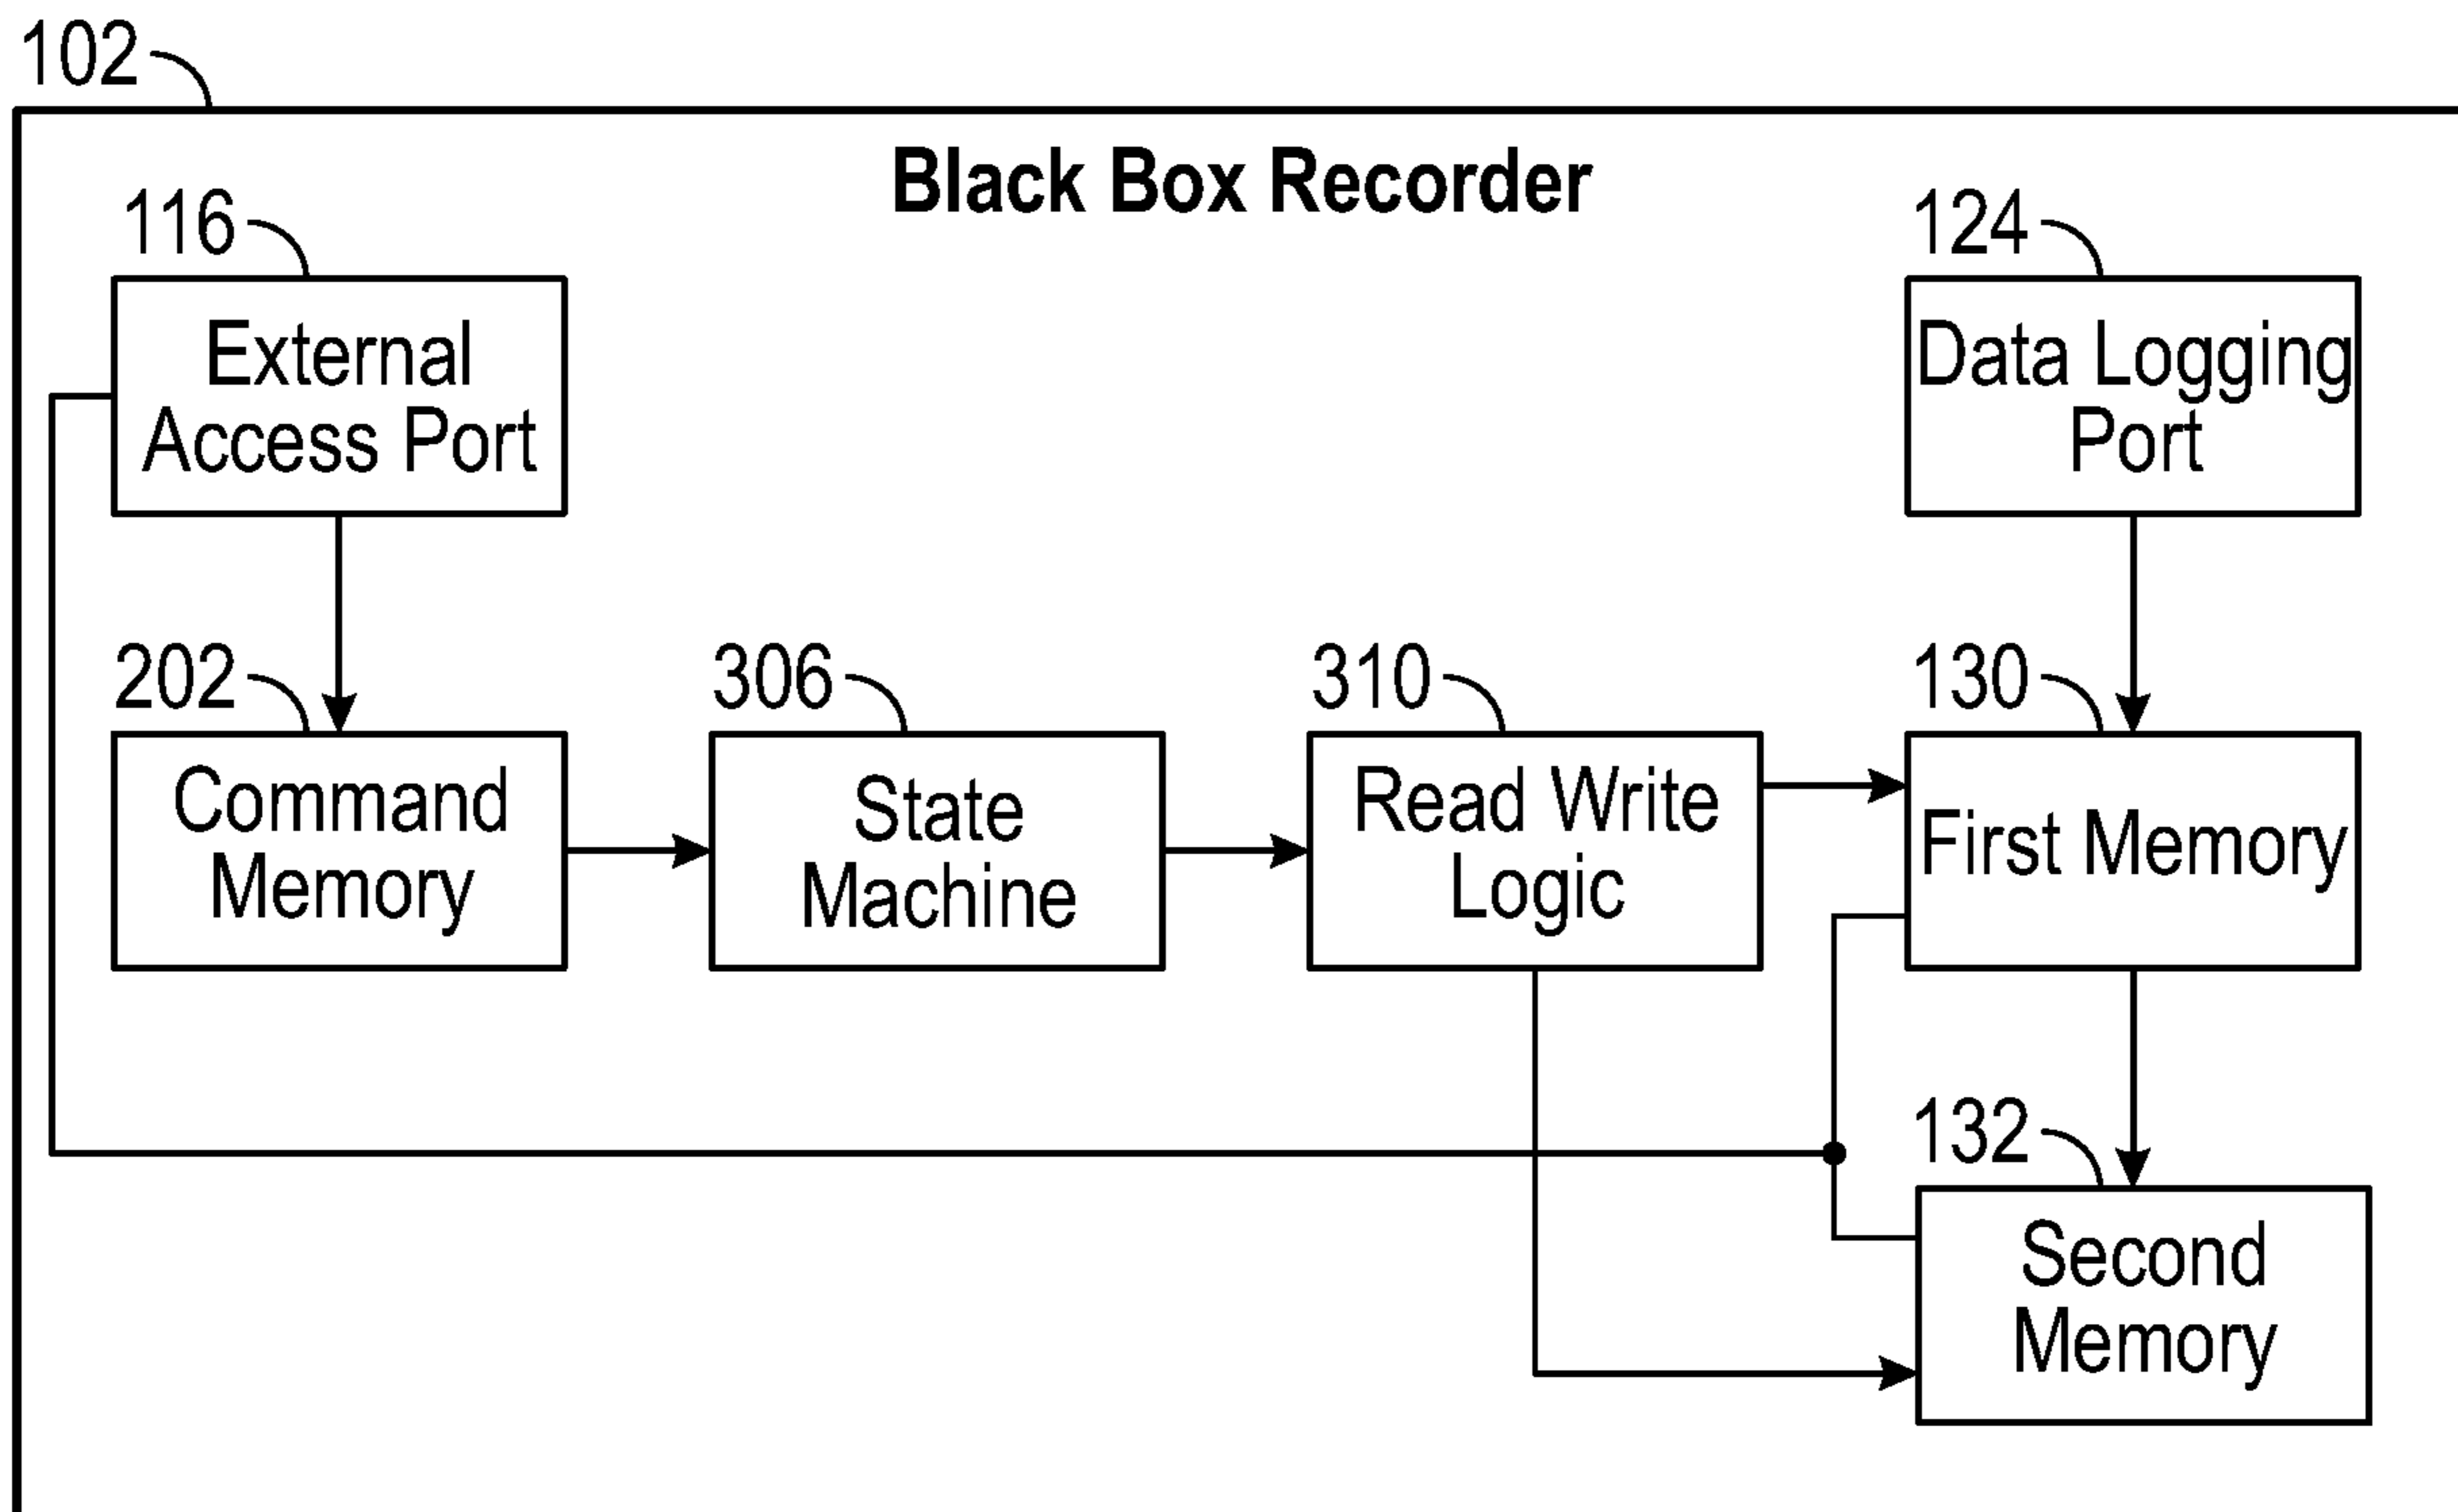 102
Black Box Recorder
116
External
Access Port
124
Data Logging
Port
202
Command
Memory
306
State
Machine
310
Read Write
Logic
130
First Memory
132
Second
Memory